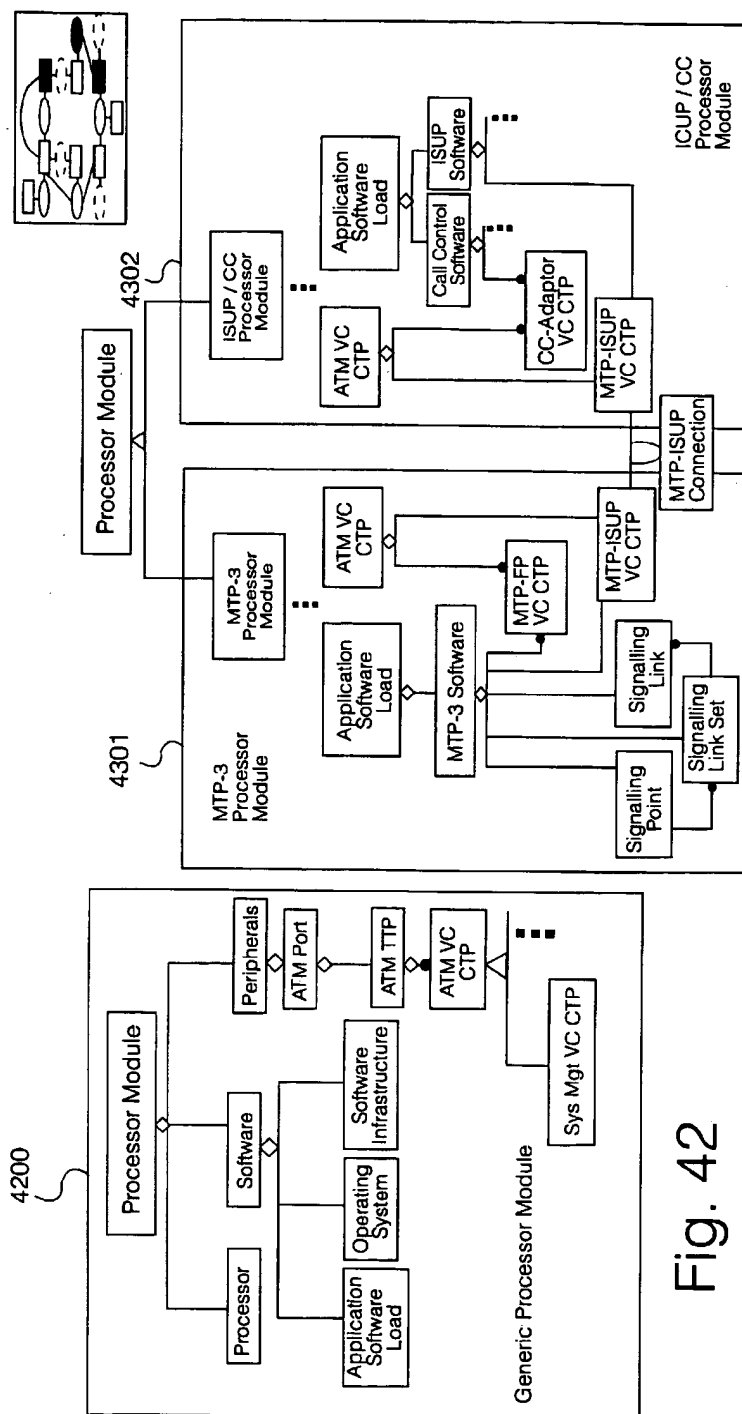 4200
Processor Module
Processor
Software
Peripherals
Application
Software
Load
Operating
System
Software
Infrastructure
ATM Port
ATM TTP
ATM VC
CTP
Sys Mgt VC CTP
Generic Processor Module
Fig. 42
Processor Module
4301
MTP-3
Processor
Module
MTP-3
Processor
Module
Application
Software
Load
MTP-3 Software
ATM VC
CTP
MTP-FP
VC CTP
MTP-ISUP
VC CTP
Signalling
Point
Signalling
Link Set
Signalling
Link
MTP-ISUP
Connection
4302
ISUP / CC
Processor
Module
Application
Software
Load
Call Control
Software
ISUP
Software
ATM VC
CTP
CC-Adaptor
VC CTP
MTP-ISUP
VC CTP
ICUP / CC
Processor
Module